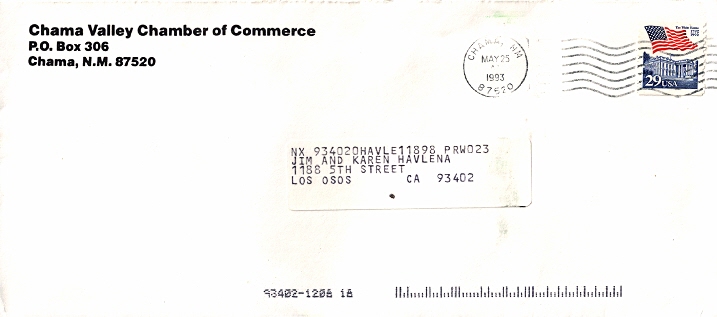 Chama Valley Chamber of Commerce
P.O. Box 306
Chama, N.M. 87520
CHAMA, NM
MAY 25
1993
87520
29 USA
NX 934020HAVLE11898 PRW023
JIM AND KAREN HAVLENA
1188 5TH STREET
LOS OSOS CA 93402
93402-1208 18